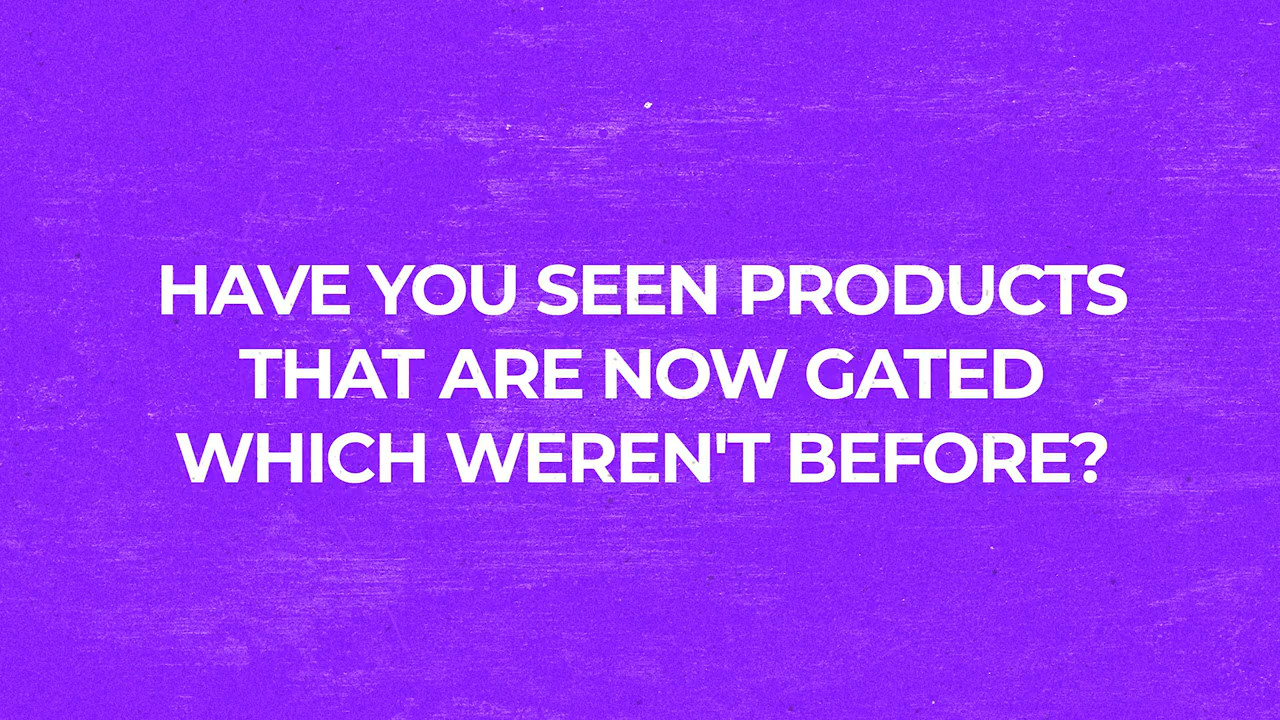 HAVE YOU SEEN PRODUCTS
THAT ARE NOW GATED
WHICH WEREN'T BEFORE?